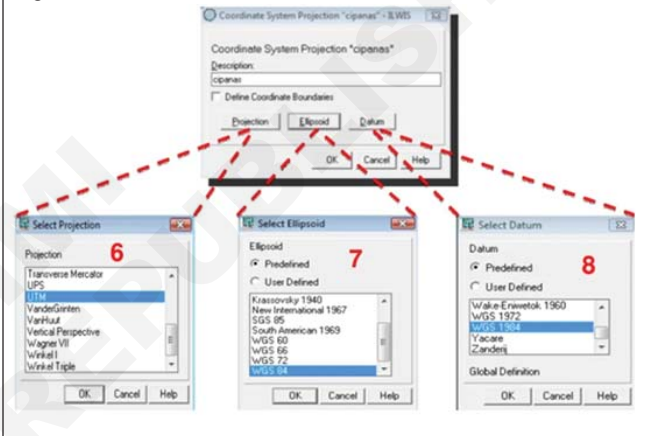 Coordinate System Projection "cipanas" - ILWIS
Coordinate System Projection "cipanas"
Description:
cipanas
Define Coordinate Boundaries
Projection Ellipsoid Datum
OK Cancel Help
Select Projection
6
Projection
Transverse Mercator
UPS
UTM
VanderGrinten
VanHuut
Vertical Perspective
Wagner VII
Winkel I
Winkel Triple
OK Cancel Help
Select Ellipsoid
7
Ellipsoid
Predefined
User Defined
Krassovsky 1940
New International 1967
SGS 85
South American 1969
WGS 60
WGS 66
WGS 72
WGS 84
OK Cancel Help
Select Datum
8
Datum
Predefined
User Defined
Wake-Eniwetok 1960
WGS 1972
WGS 1984
Yacare
Zanderij
Global Definition
OK Cancel Help